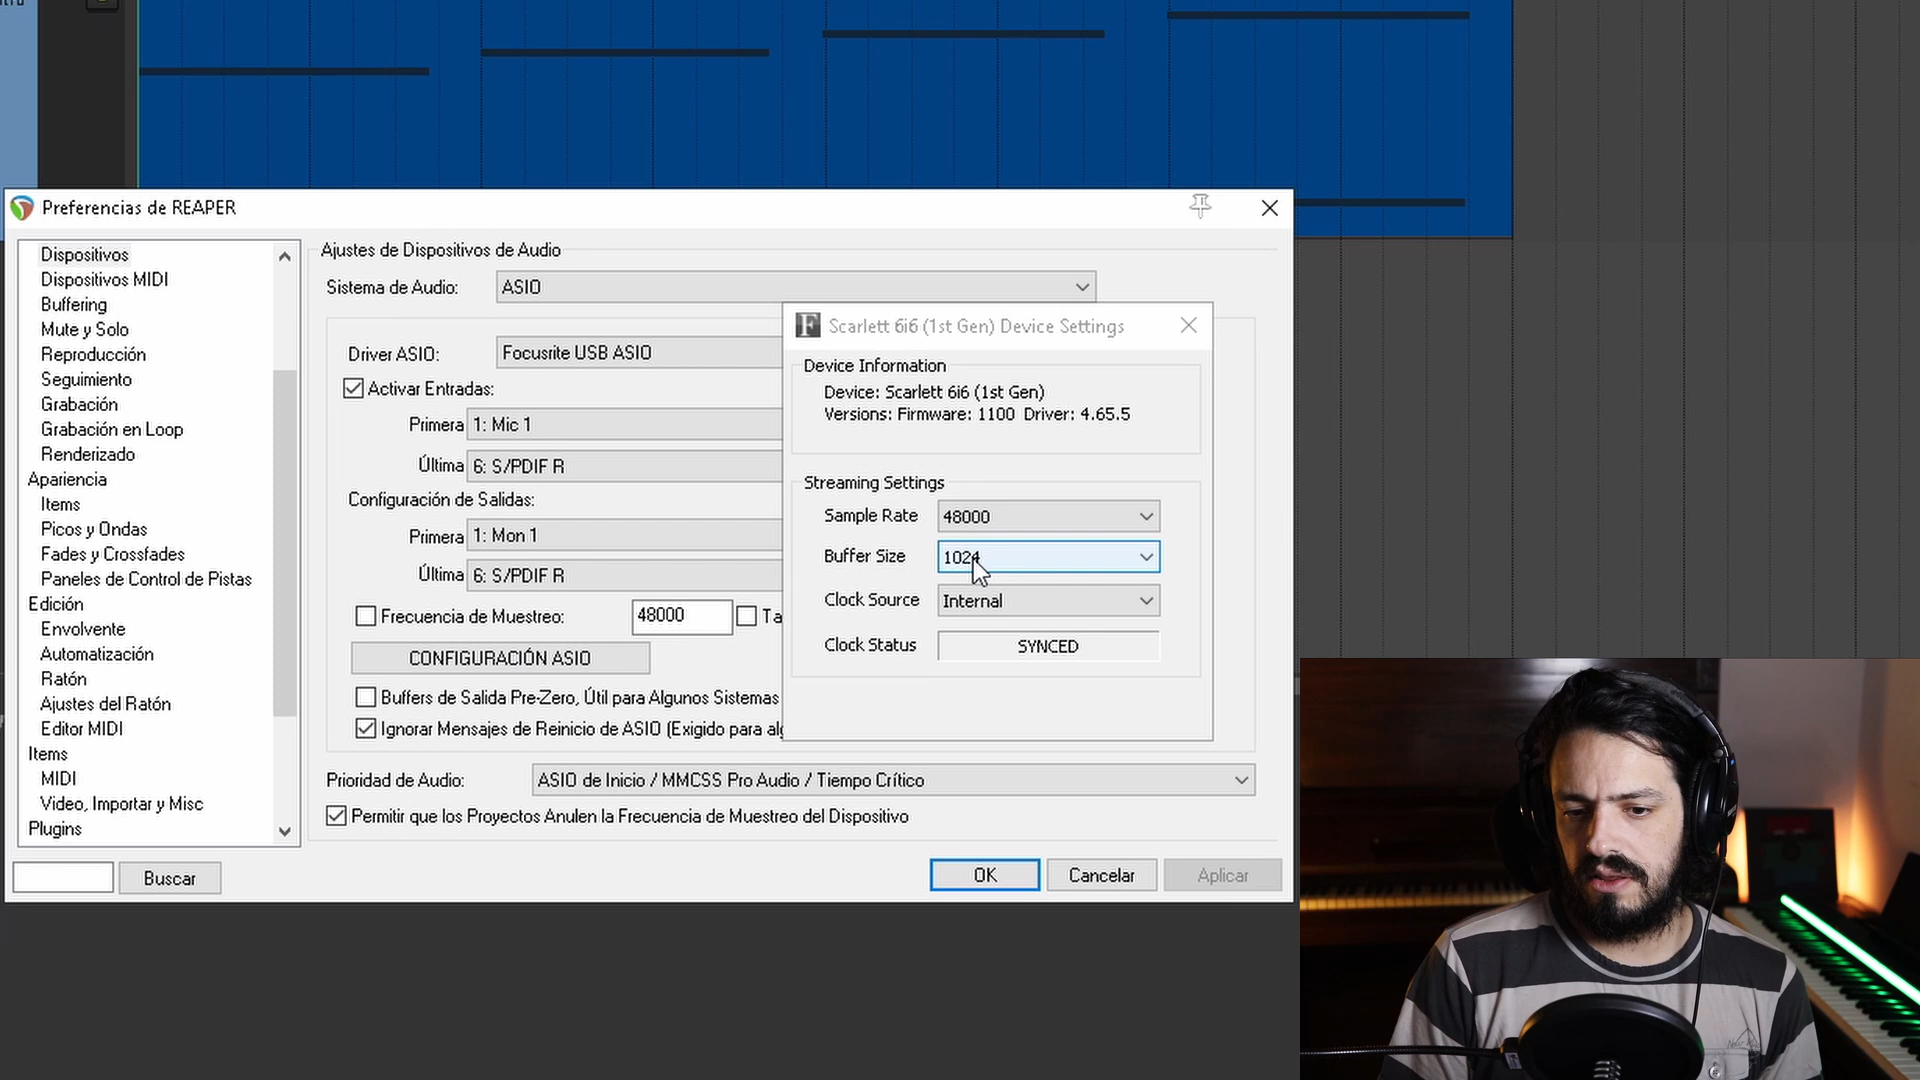 Preferencias de REAPER
Dispositivos
Dispositivos MIDI
Buffering
Mute y Solo
Reproducción
Seguimiento
Grabación
Grabación en Loop
Renderizado
Apariencia
Items
Picos y Ondas
Fades y Crossfades
Paneles de Control de Pistas
Edición
Envolvente
Automatización
Ratón
Ajustes del Ratón
Editor MIDI
Items
MIDI
Video, Importar y Misc
Plugins
Buscar
Ajustes de Dispositivos de Audio
Sistema de Audio: ASIO
Driver ASIO: Focusrite USB ASIO
Activar Entradas:
Primera 1: Mic 1
Última 6: S/PDIF R
Configuración de Salidas:
Primera 1: Mon 1
Última 6: S/PDIF R
Frecuencia de Muestreo: 48000 Ta
CONFIGURACIÓN ASIO
Buffers de Salida Pre-Zero, Útil para Algunos Sistemas
Ignorar Mensajes de Reinicio de ASIO (Exigido para alg
Prioridad de Audio: ASIO de Inicio / MMCSS Pro Audio / Tiempo Crítico
Permitir que los Proyectos Anulen la Frecuencia de Muestreo del Dispositivo
OK Cancelar Aplicar
Scarlett 6i6 (1st Gen) Device Settings
Device Information
Device: Scarlett 6i6 (1st Gen)
Versions: Firmware: 1100 Driver: 4.65.5
Streaming Settings
Sample Rate 48000
Buffer Size 1024
Clock Source Internal
Clock Status SYNCED